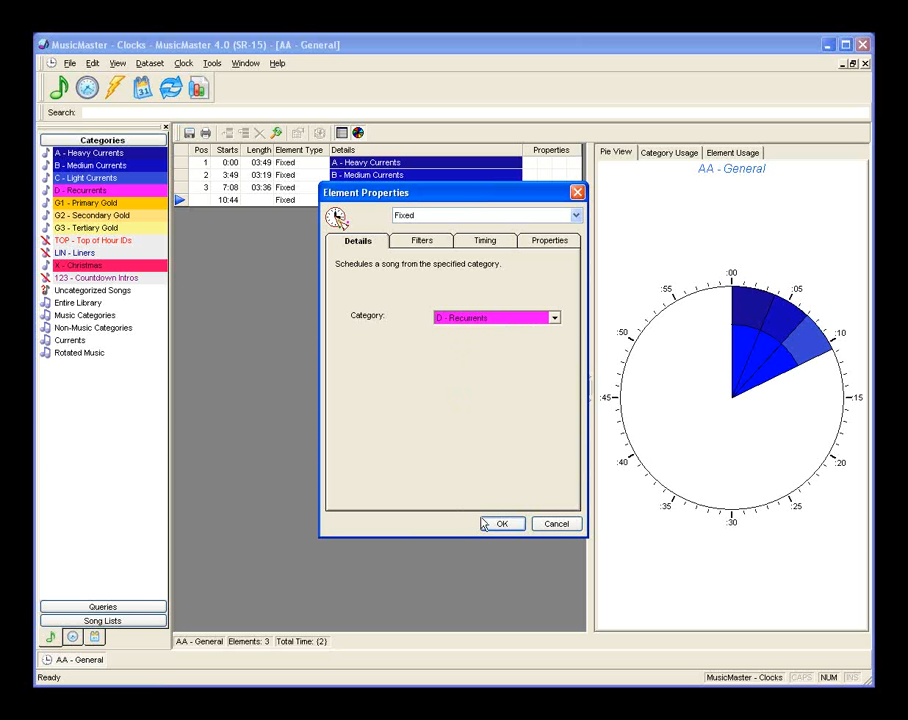 MusicMaster - Clocks - MusicMaster 4.0 (SR-15) - [AA - General]
File Edit View Dataset Clock Tools Window Help
31
Search:
Categories
A - Heavy Currents
B - Medium Currents
C - Light Currents
D - Recurrents
G1 - Primary Gold
G2 - Secondary Gold
G3 - Tertiary Gold
TOP - Top of Hour IDs
LIN - Liners
X - Christmas
123 - Countdown Intros
Uncategorized Songs
Entire Library
Music Categories
Non-Music Categories
Currents
Rotated Music
Queries
Song Lists
Pos Starts Length Element Type Details Properties
1 0:00 03:49 Fixed A - Heavy Currents
2 3:49 03:19 Fixed B - Medium Currents
3 7:08 03:36 Fixed
10:44 Fixed
Element Properties
Fixed
Details Filters Timing Properties
Schedules a song from the specified category.
Category: D - Recurrents
OK Cancel
Pie View Category Usage Element Usage
AA - General
:00
:05
:10
:15
:20
:25
:30
:35
:40
:45
:50
:55
AA - General Elements: 3 Total Time: (2)
AA - General
Ready MusicMaster - Clocks CAPS NUM INS